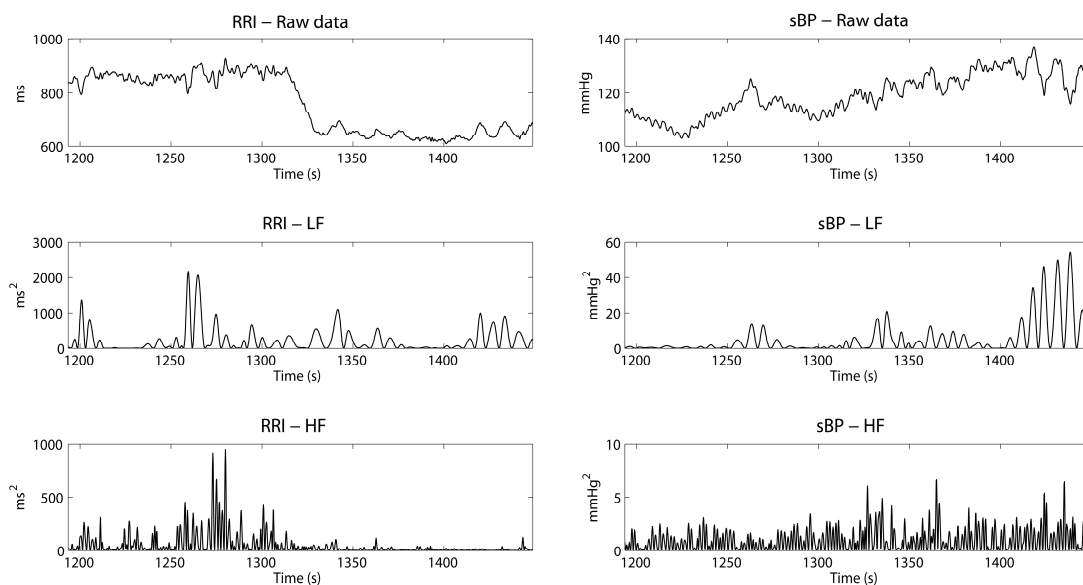 RRI – Raw data
1000
800
600
ms
1200 1250 1300 1350 1400
Time (s)
sBP – Raw data
140
120
100
mmHg
1200 1250 1300 1350 1400
Time (s)
RRI – LF
3000
2000
1000
0
ms²
1200 1250 1300 1350 1400
Time (s)
sBP – LF
60
40
20
0
mmHg²
1200 1250 1300 1350 1400
Time (s)
RRI – HF
1000
500
0
ms²
1200 1250 1300 1350 1400
Time (s)
sBP – HF
10
5
0
mmHg²
1200 1250 1300 1350 1400
Time (s)